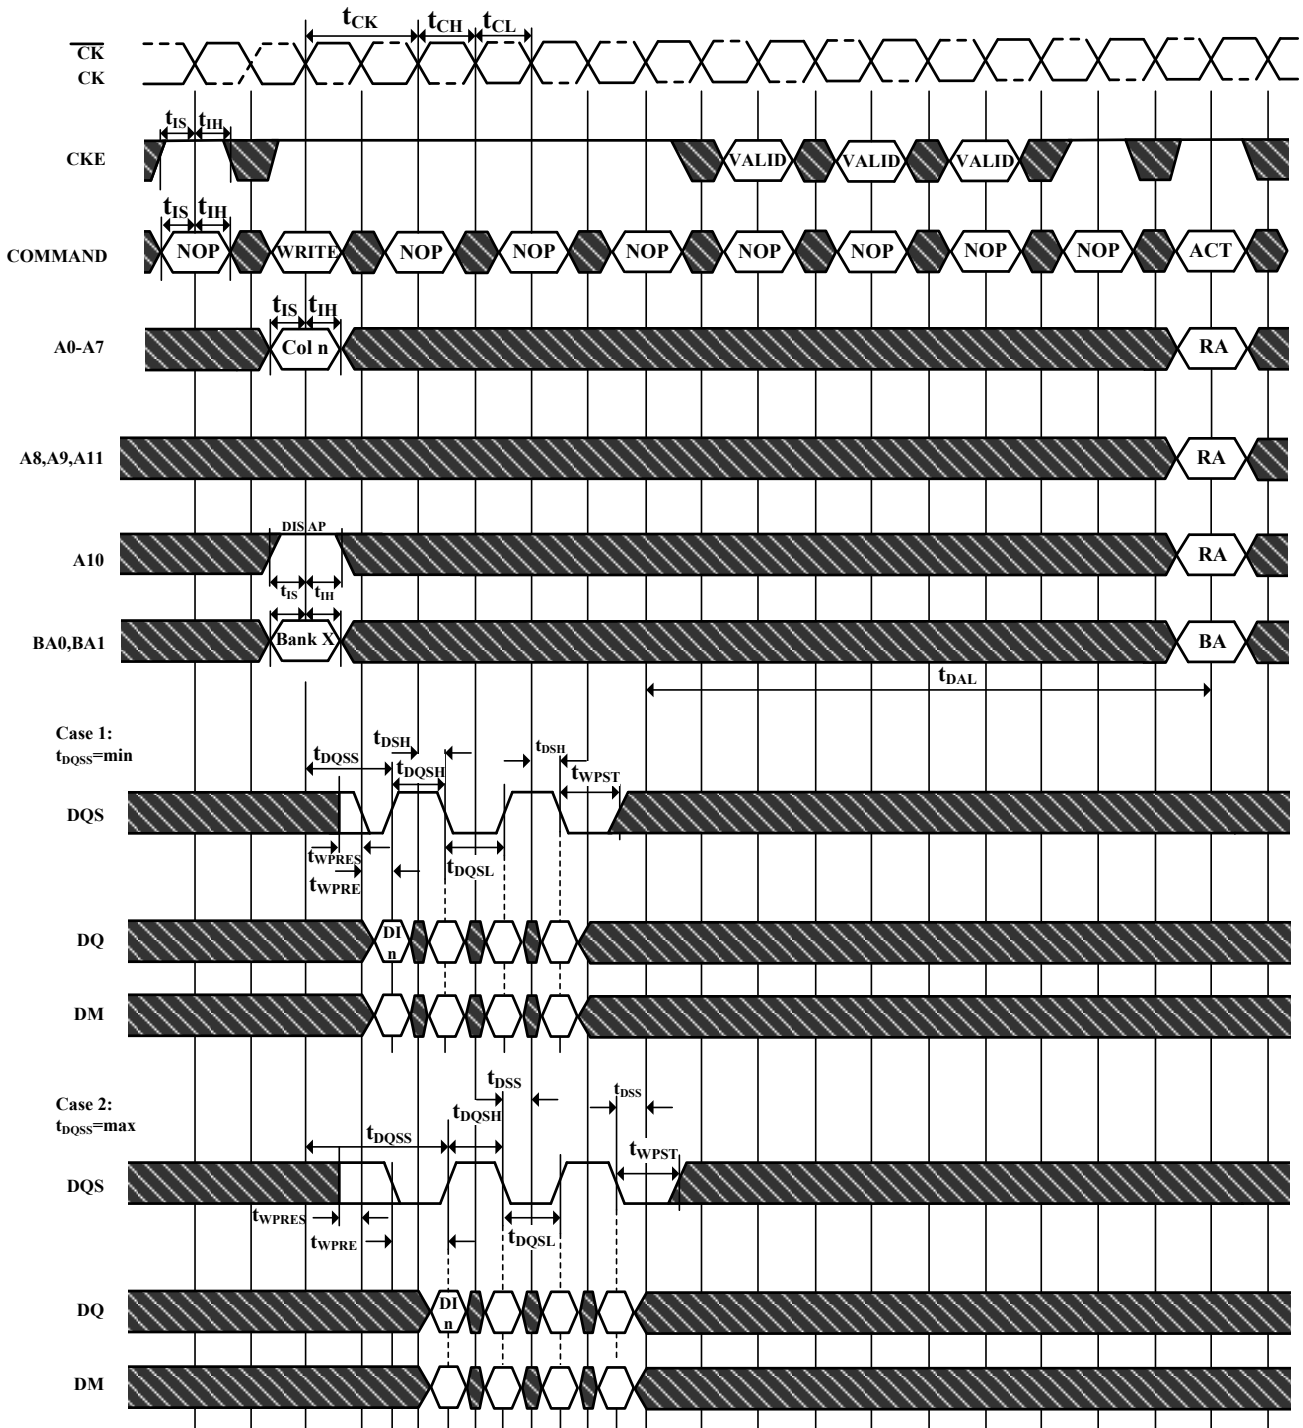 tCK tCH tCL
CK
CK
tIS tIH
CKE VALID VALID VALID
tIS tIH
COMMAND NOP WRITE NOP NOP NOP NOP NOP NOP NOP ACT
tIS tIH
A0-A7 Col n RA
A8,A9,A11 RA
DIS AP
A10 RA
tIS tIH
BA0,BA1 Bank X BA
tDAL
Case 1:
tDQSS=min
tDSH tDSH
tDQSS tDQSH tWPST
DQS
tWPRES tDQSL
tWPRE
DQ DI n
DM
tDSS tDSS
Case 2:
tDQSS=max
tDQSS tDQSH tWPST
DQS
tWPRES tWPRE tDQSL
DQ DI n
DM